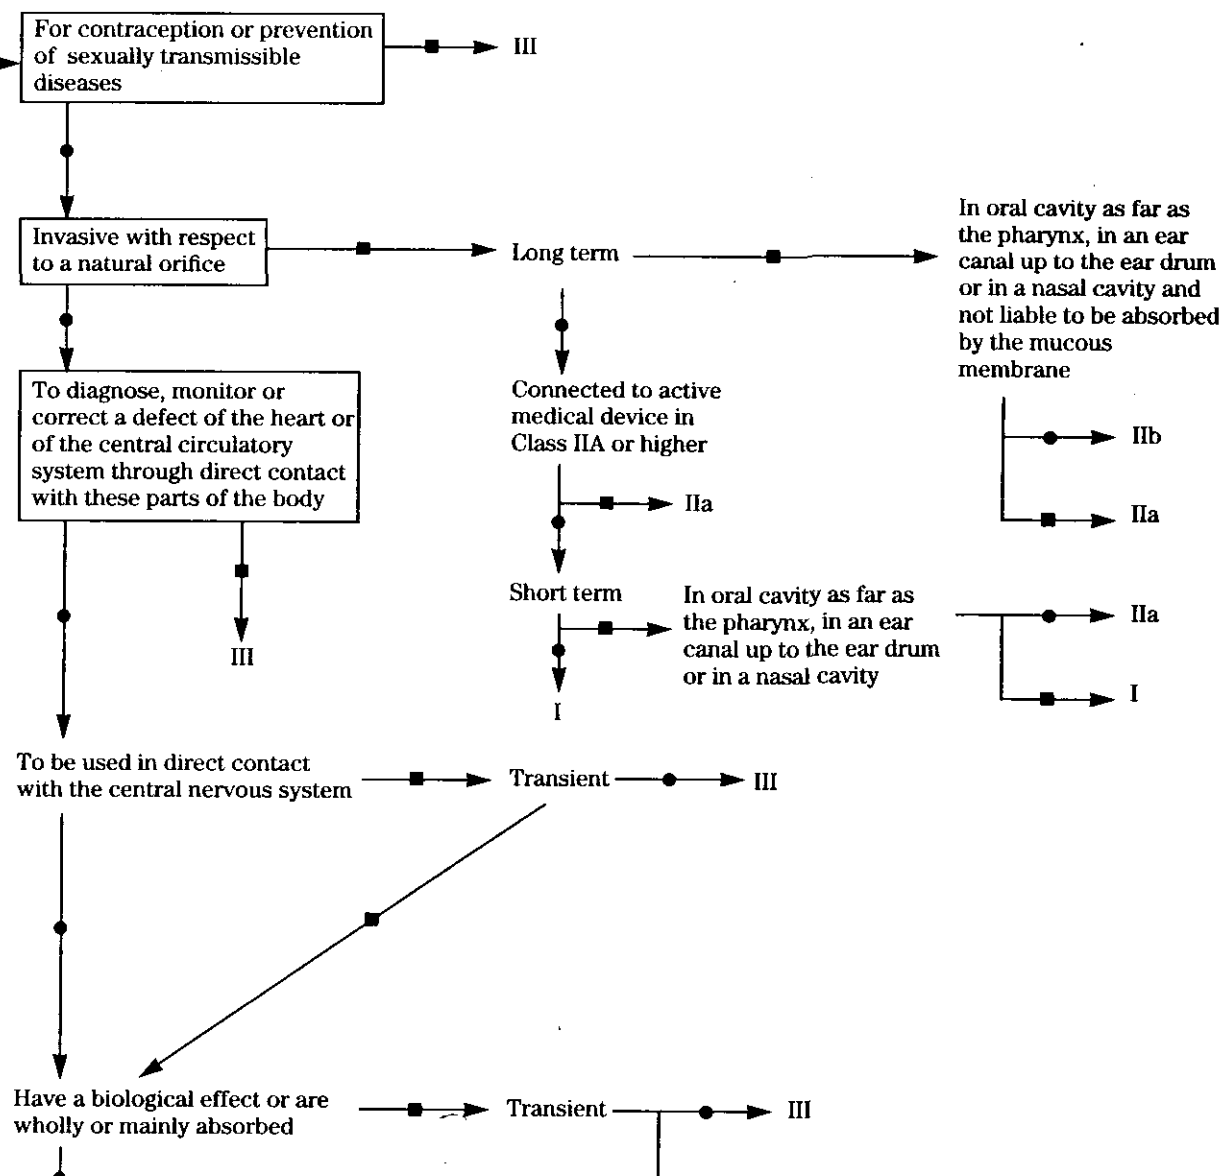 For contraception or prevention
of sexually transmissible
diseases
III
Invasive with respect
to a natural orifice
Long term
In oral cavity as far as
the pharynx, in an ear
canal up to the ear drum
or in a nasal cavity and
not liable to be absorbed
by the mucous
membrane
IIb
IIa
To diagnose, monitor or
correct a defect of the heart or
of the central circulatory
system through direct contact
with these parts of the body
III
Connected to active
medical device in
Class IIA or higher
IIa
Short term
I
In oral cavity as far as
the pharynx, in an ear
canal up to the ear drum
or in a nasal cavity
IIa
I
To be used in direct contact
with the central nervous system
Transient
III
Have a biological effect or are
wholly or mainly absorbed
Transient
III